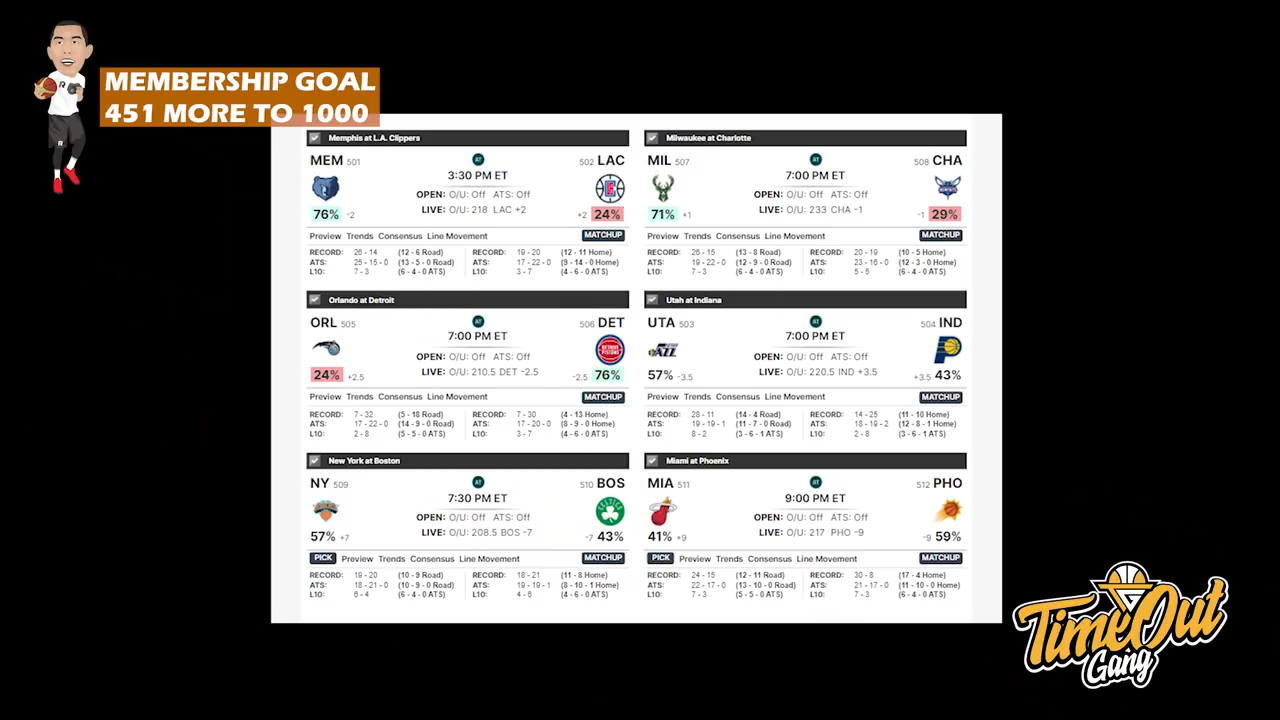 MEMBERSHIP GOAL
451 MORE TO 1000
Memphis at L.A. Clippers
MEM 501 AT 502 LAC
3:30 PM ET
OPEN: O/U: Off ATS: Off
76% -2 LIVE: O/U: 218 LAC +2 +2 24%
Preview Trends Consensus Line Movement MATCHUP
RECORD: 26 - 14 (12 - 6 Road) RECORD: 19 - 20 (12 - 11 Home)
ATS: 25 - 15 - 0 (13 - 5 - 0 Road) ATS: 17 - 22 - 0 (9 - 14 - 0 Home)
L10: 7 - 3 (6 - 4 - 0 ATS) L10: 3 - 7 (4 - 6 - 0 ATS)
Milwaukee at Charlotte
MIL 507 AT 508 CHA
7:00 PM ET
OPEN: O/U: Off ATS: Off
71% +1 LIVE: O/U: 233 CHA -1 -1 29%
Preview Trends Consensus Line Movement MATCHUP
RECORD: 26 - 15 (13 - 8 Road) RECORD: 20 - 19 (10 - 5 Home)
ATS: 19 - 22 - 0 (12 - 9 - 0 Road) ATS: 23 - 16 - 0 (12 - 3 - 0 Home)
L10: 7 - 3 (6 - 4 - 0 ATS) L10: 5 - 5 (6 - 4 - 0 ATS)
Orlando at Detroit
ORL 505 AT 506 DET
7:00 PM ET
OPEN: O/U: Off ATS: Off
24% +2.5 LIVE: O/U: 210.5 DET -2.5 -2.5 76%
Preview Trends Consensus Line Movement MATCHUP
RECORD: 7 - 32 (5 - 18 Road) RECORD: 7 - 30 (4 - 13 Home)
ATS: 17 - 22 - 0 (14 - 9 - 0 Road) ATS: 17 - 20 - 0 (8 - 9 - 0 Home)
L10: 2 - 8 (5 - 5 - 0 ATS) L10: 3 - 7 (4 - 6 - 0 ATS)
Utah at Indiana
UTA 503 AT 504 IND
7:00 PM ET
OPEN: O/U: Off ATS: Off
57% -3.5 LIVE: O/U: 220.5 IND +3.5 +3.5 43%
Preview Trends Consensus Line Movement MATCHUP
RECORD: 28 - 11 (14 - 4 Road) RECORD: 14 - 25 (11 - 10 Home)
ATS: 19 - 19 - 1 (11 - 7 - 0 Road) ATS: 18 - 19 - 2 (12 - 8 - 1 Home)
L10: 8 - 2 (3 - 6 - 1 ATS) L10: 2 - 8 (3 - 6 - 1 ATS)
New York at Boston
NY 509 AT 510 BOS
7:30 PM ET
OPEN: O/U: Off ATS: Off
57% +7 LIVE: O/U: 208.5 BOS -7 -7 43%
PICK Preview Trends Consensus Line Movement MATCHUP
RECORD: 19 - 20 (10 - 9 Road) RECORD: 18 - 21 (11 - 8 Home)
ATS: 18 - 21 - 0 (10 - 9 - 0 Road) ATS: 19 - 19 - 1 (8 - 10 - 1 Home)
L10: 6 - 4 (6 - 4 - 0 ATS) L10: 4 - 6 (4 - 6 - 0 ATS)
Miami at Phoenix
MIA 511 AT 512 PHO
9:00 PM ET
OPEN: O/U: Off ATS: Off
41% +9 LIVE: O/U: 217 PHO -9 -9 59%
PICK Preview Trends Consensus Line Movement MATCHUP
RECORD: 24 - 15 (12 - 11 Road) RECORD: 30 - 8 (17 - 4 Home)
ATS: 22 - 17 - 0 (13 - 10 - 0 Road) ATS: 21 - 17 - 0 (11 - 10 - 0 Home)
L10: 7 - 3 (5 - 5 - 0 ATS) L10: 7 - 3 (6 - 4 - 0 ATS)
TimeOut
Gang